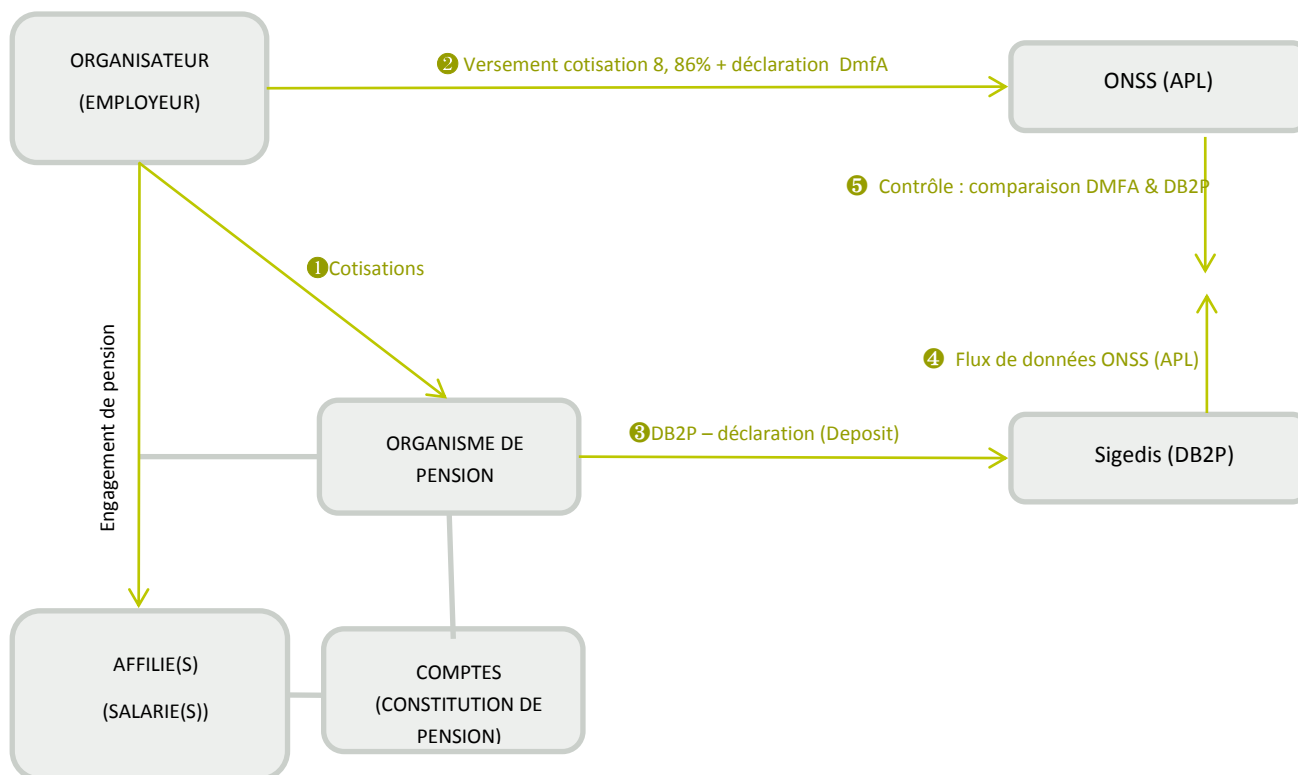 ORGANISATEUR
(EMPLOYEUR)
❷ Versement cotisation 8, 86% + déclaration DmfA
ONSS (APL)
❺ Contrôle : comparaison DMFA & DB2P
❶Cotisations
Engagement de pension
❹ Flux de données ONSS (APL)
ORGANISME DE
PENSION
❸DB2P – déclaration (Deposit)
Sigedis (DB2P)
AFFILIE(S)
(SALARIE(S))
COMPTES
(CONSTITUTION DE
PENSION)